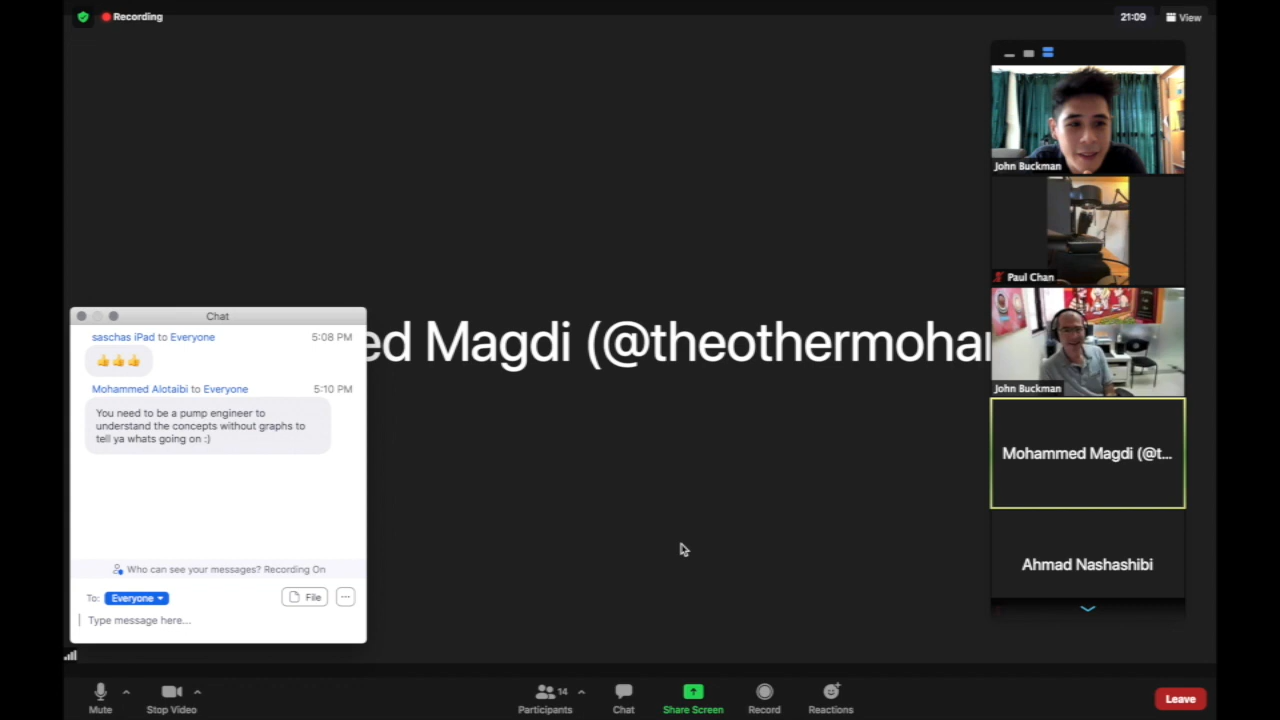 Recording
21:09
View
John Buckman
Paul Chan
John Buckman
ed Magdi (@theothermohar
Mohammed Magdi (@t...
Ahmad Nashashibi
Chat
saschas iPad to Everyone
5:08 PM
Mohammed Alotaibi to Everyone
5:10 PM
You need to be a pump engineer to
understand the concepts without graphs to
tell ya whats going on :)
Who can see your messages? Recording On
To:
Everyone
File
Type message here...
Mute
Stop Video
14
Participants
Chat
Share Screen
Record
Reactions
Leave